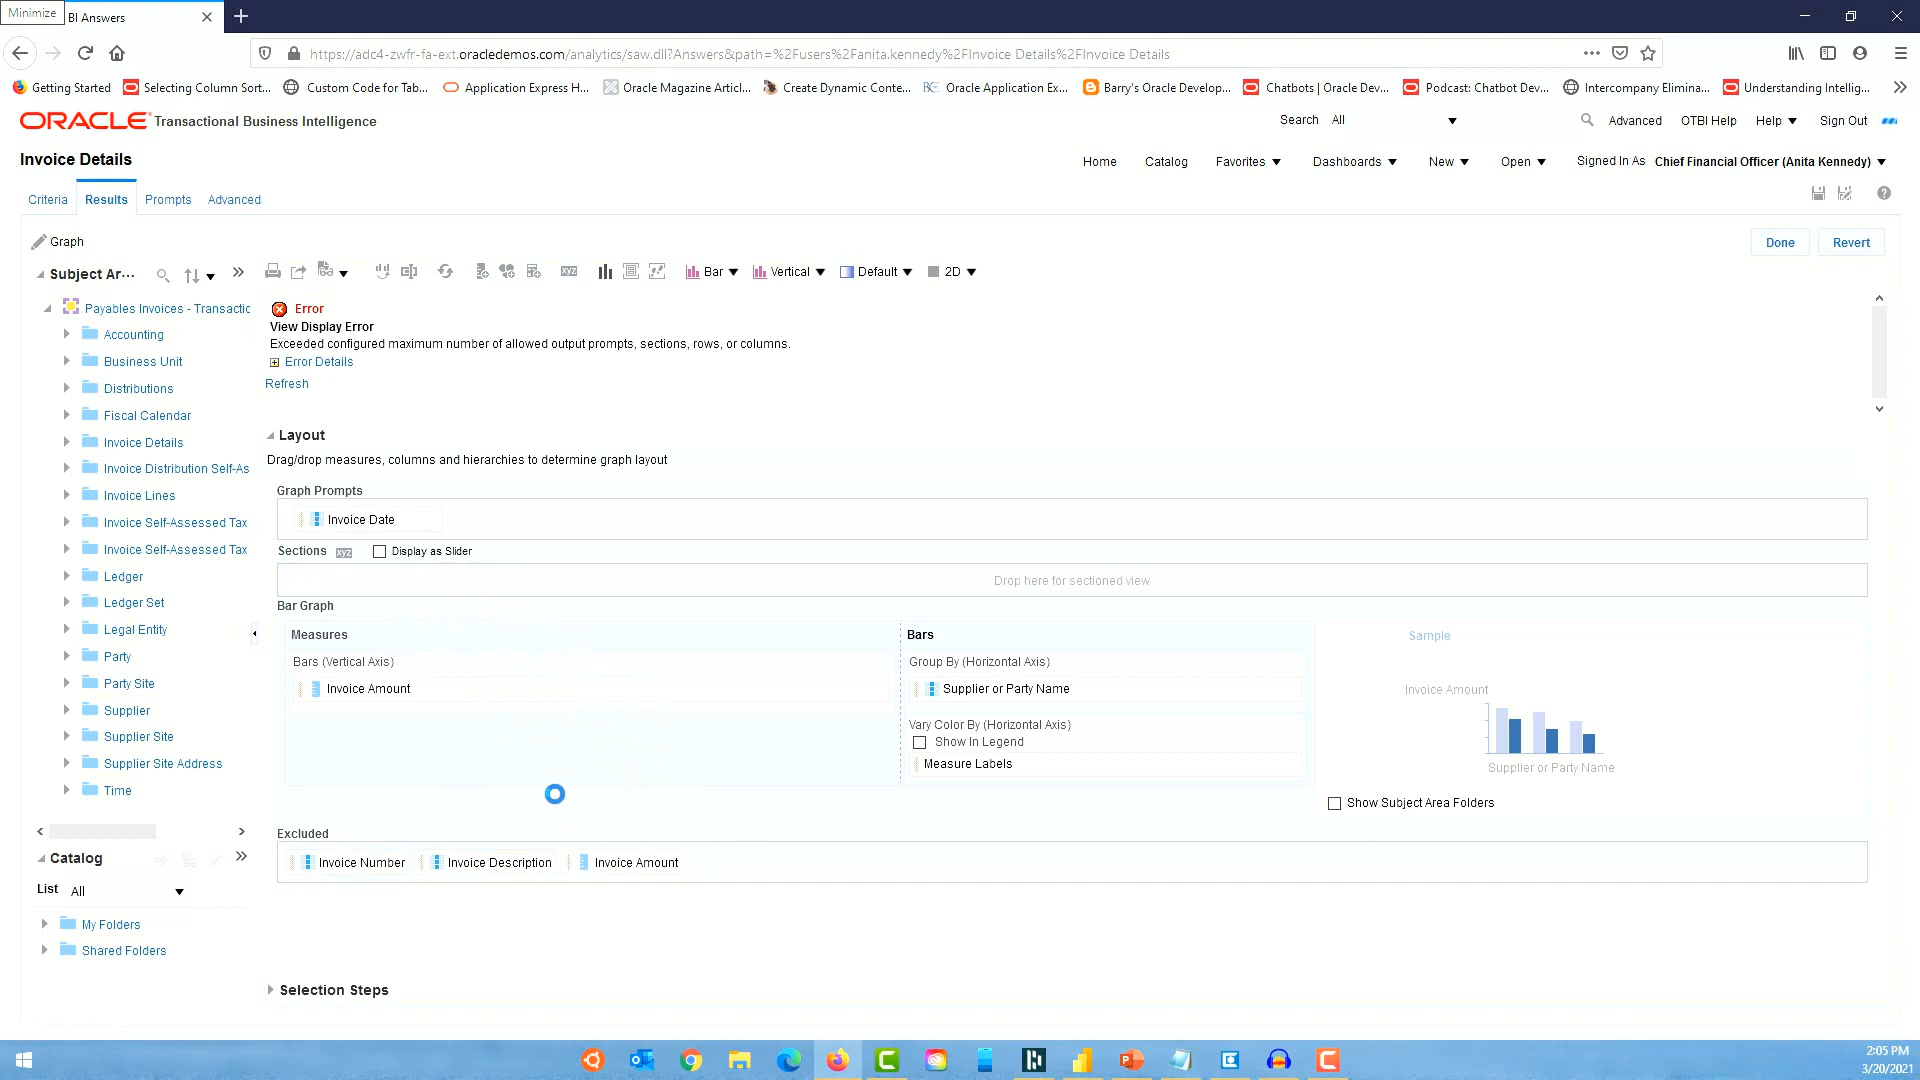 Minimize
BI Answers
https://adc4-zwfr-fa-ext.oracledemos.com/analytics/saw.dll?Answers&path=%2Fusers%2Fanita.kennedy%2FInvoice Details%2FInvoice Details
Getting Started
Selecting Column Sort...
Custom Code for Tab...
Application Express H...
Oracle Magazine Articl...
Create Dynamic Conte...
Oracle Application Ex...
Barry's Oracle Develop...
Chatbots | Oracle Dev...
Podcast: Chatbot Dev...
Intercompany Elimina...
Understanding Intellig...
ORACLE Transactional Business Intelligence
Search All
Advanced OTBI Help Help Sign Out
Invoice Details
Home Catalog Favorites Dashboards New Open Signed In As Chief Financial Officer (Anita Kennedy)
Criteria Results Prompts Advanced
Graph
Done Revert
Subject Ar...
xyz
Bar Vertical Default 2D
Payables Invoices - Transactic
Accounting
Business Unit
Distributions
Fiscal Calendar
Invoice Details
Invoice Distribution Self-As
Invoice Lines
Invoice Self-Assessed Tax
Invoice Self-Assessed Tax
Ledger
Ledger Set
Legal Entity
Party
Party Site
Supplier
Supplier Site
Supplier Site Address
Time
Catalog
List All
My Folders
Shared Folders
Error
View Display Error
Exceeded configured maximum number of allowed output prompts, sections, rows, or columns.
Error Details
Refresh
Layout
Drag/drop measures, columns and hierarchies to determine graph layout
Graph Prompts
Invoice Date
Sections xyz Display as Slider
Drop here for sectioned view
Bar Graph
Measures
Bars (Vertical Axis)
Invoice Amount
Bars
Group By (Horizontal Axis)
Supplier or Party Name
Vary Color By (Horizontal Axis)
Show In Legend
Measure Labels
Sample
Invoice Amount
Supplier or Party Name
Show Subject Area Folders
Excluded
Invoice Number Invoice Description Invoice Amount
Selection Steps
2:05 PM
3/20/2021